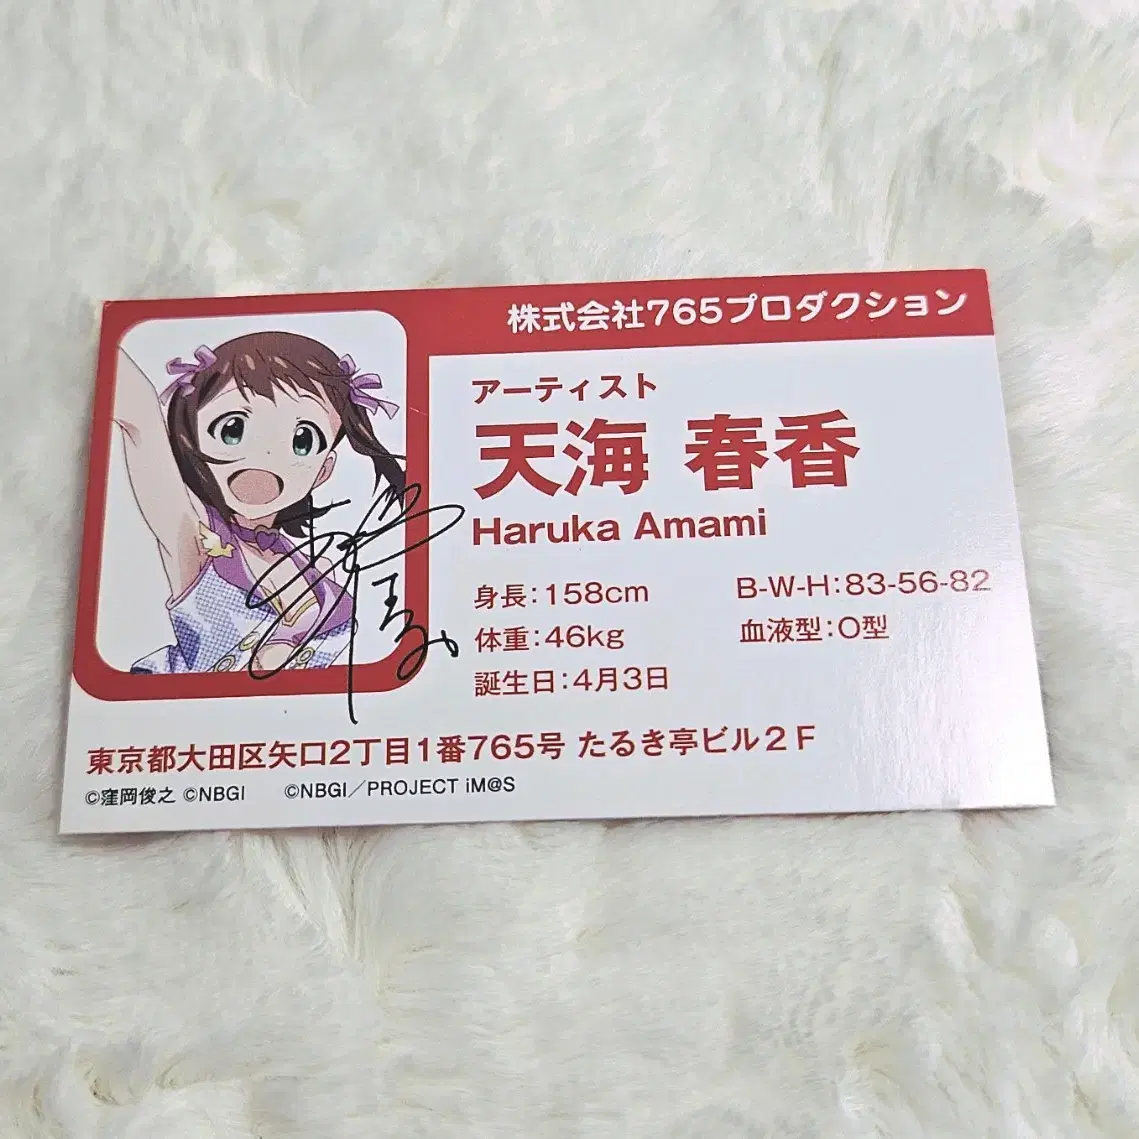 株式会社765プロダクション
アーティスト
天海 春香
Haruka Amami
身長:158cm B-W-H:83-56-82
体重:46kg 血液型:O型
誕生日:4月3日
東京都大田区矢口2丁目1番765号 たるき亭ビル2F
©窪岡俊之 ©NBGI ©NBGI/PROJECT iM@S